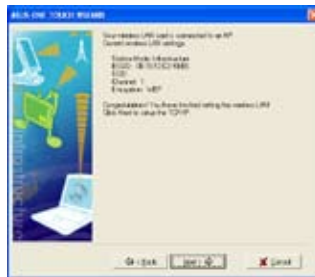 ASUS ONE TOUCH WIZARD
Your wireless LAN card is connected to an AP.
Current wireless LAN settings:
Station Mode: Infrastructure
BSSID:
SSID:
Channel: 1
Encryption: WEP
Congratulations! You have finished setting the wireless LAN!
Click Next to setup the TCP/IP.
Infrastructure
< Back
Next >
Cancel